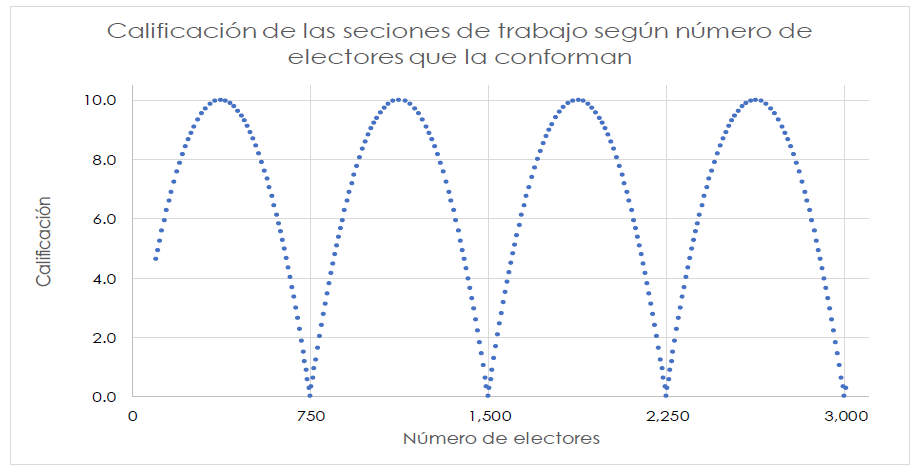 Calificación de las seciones de trabajo según número de
electores que la conforman
Calificación
10.0
8.0
6.0
4.0
2.0
0.0
0
750
1,500
2,250
3,000
Número de electores